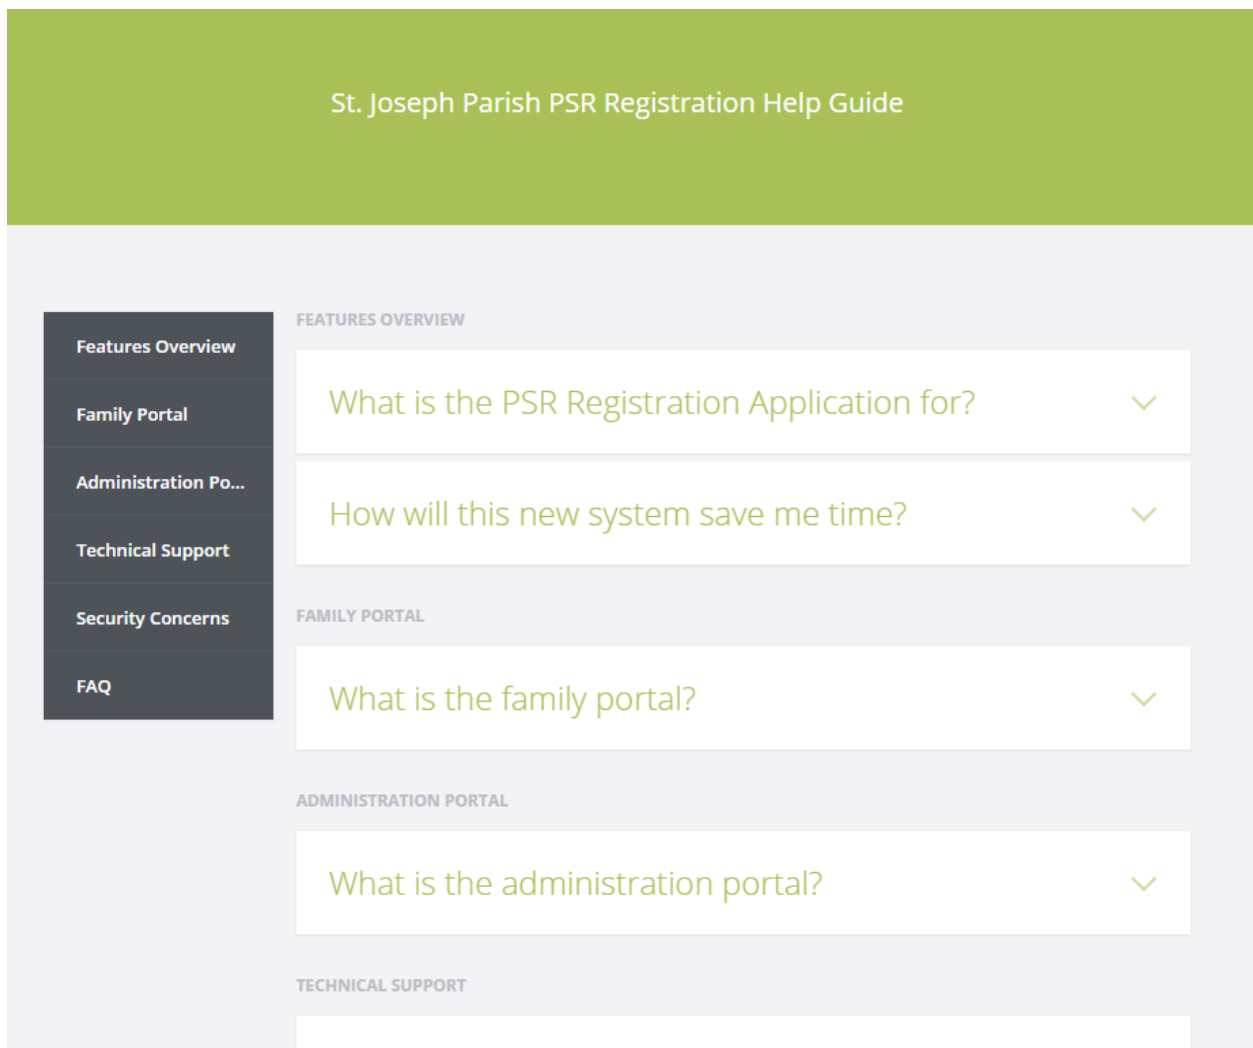 St. Joseph Parish PSR Registration Help Guide
Features Overview
Family Portal
Administration Po...
Technical Support
Security Concerns
FAQ
FEATURES OVERVIEW
What is the PSR Registration Application for?
How will this new system save me time?
FAMILY PORTAL
What is the family portal?
ADMINISTRATION PORTAL
What is the administration portal?
TECHNICAL SUPPORT